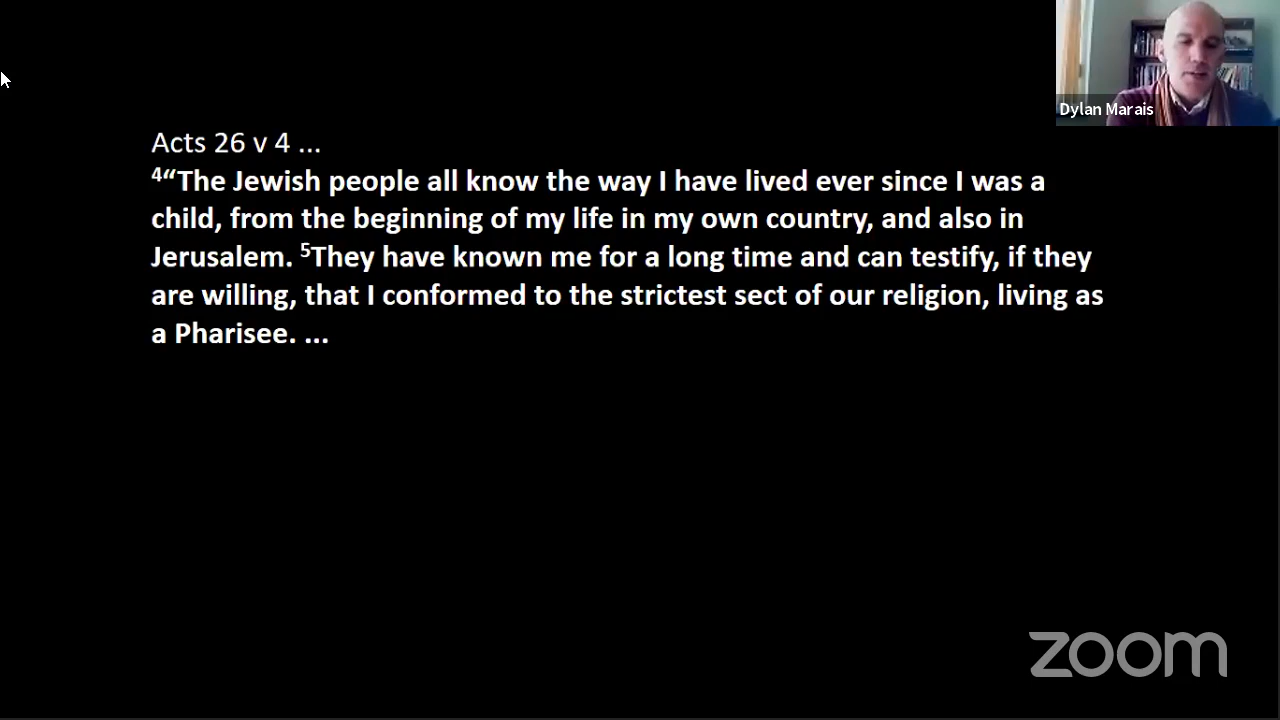 Dylan Marais
Acts 26 v 4 ...
⁴“The Jewish people all know the way I have lived ever since I was a
child, from the beginning of my life in my own country, and also in
Jerusalem. ⁵They have known me for a long time and can testify, if they
are willing, that I conformed to the strictest sect of our religion, living as
a Pharisee. ...
zoom